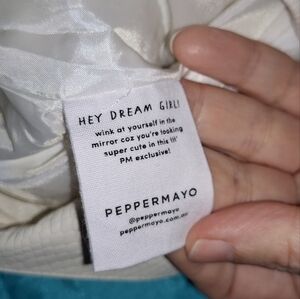 HEY DREAM GIRL!
wink at yourself in the
mirror coz you're looking
super cute in this lil'
PM exclusive!
PEPPERMAYO
@peppermayo
peppermayo.com.au